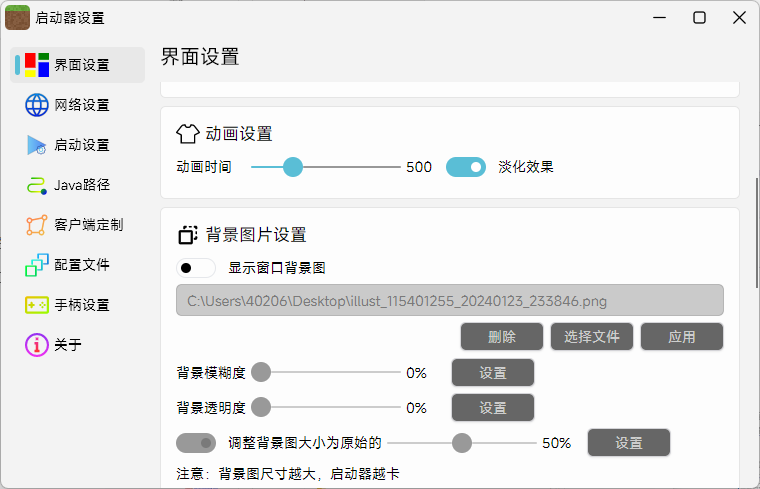 启动器设置
界面设置
网络设置
启动设置
Java路径
客户端定制
配置文件
手柄设置
关于
界面设置
动画设置
动画时间 500 淡化效果
背景图片设置
显示窗口背景图
C:\Users\40206\Desktop\illust_115401255_20240123_233846.png
删除 选择文件 应用
背景模糊度 0% 设置
背景透明度 0% 设置
调整背景图大小为原始的 50% 设置
注意：背景图尺寸越大，启动器越卡